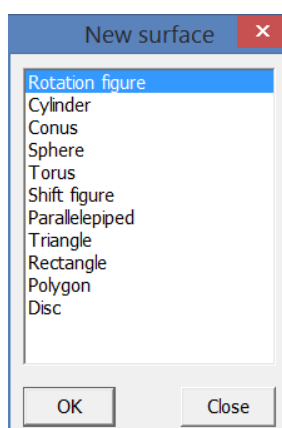 New surface
Rotation figure
Cylinder
Conus
Sphere
Torus
Shift figure
Parallelepiped
Triangle
Rectangle
Polygon
Disc
OK Close